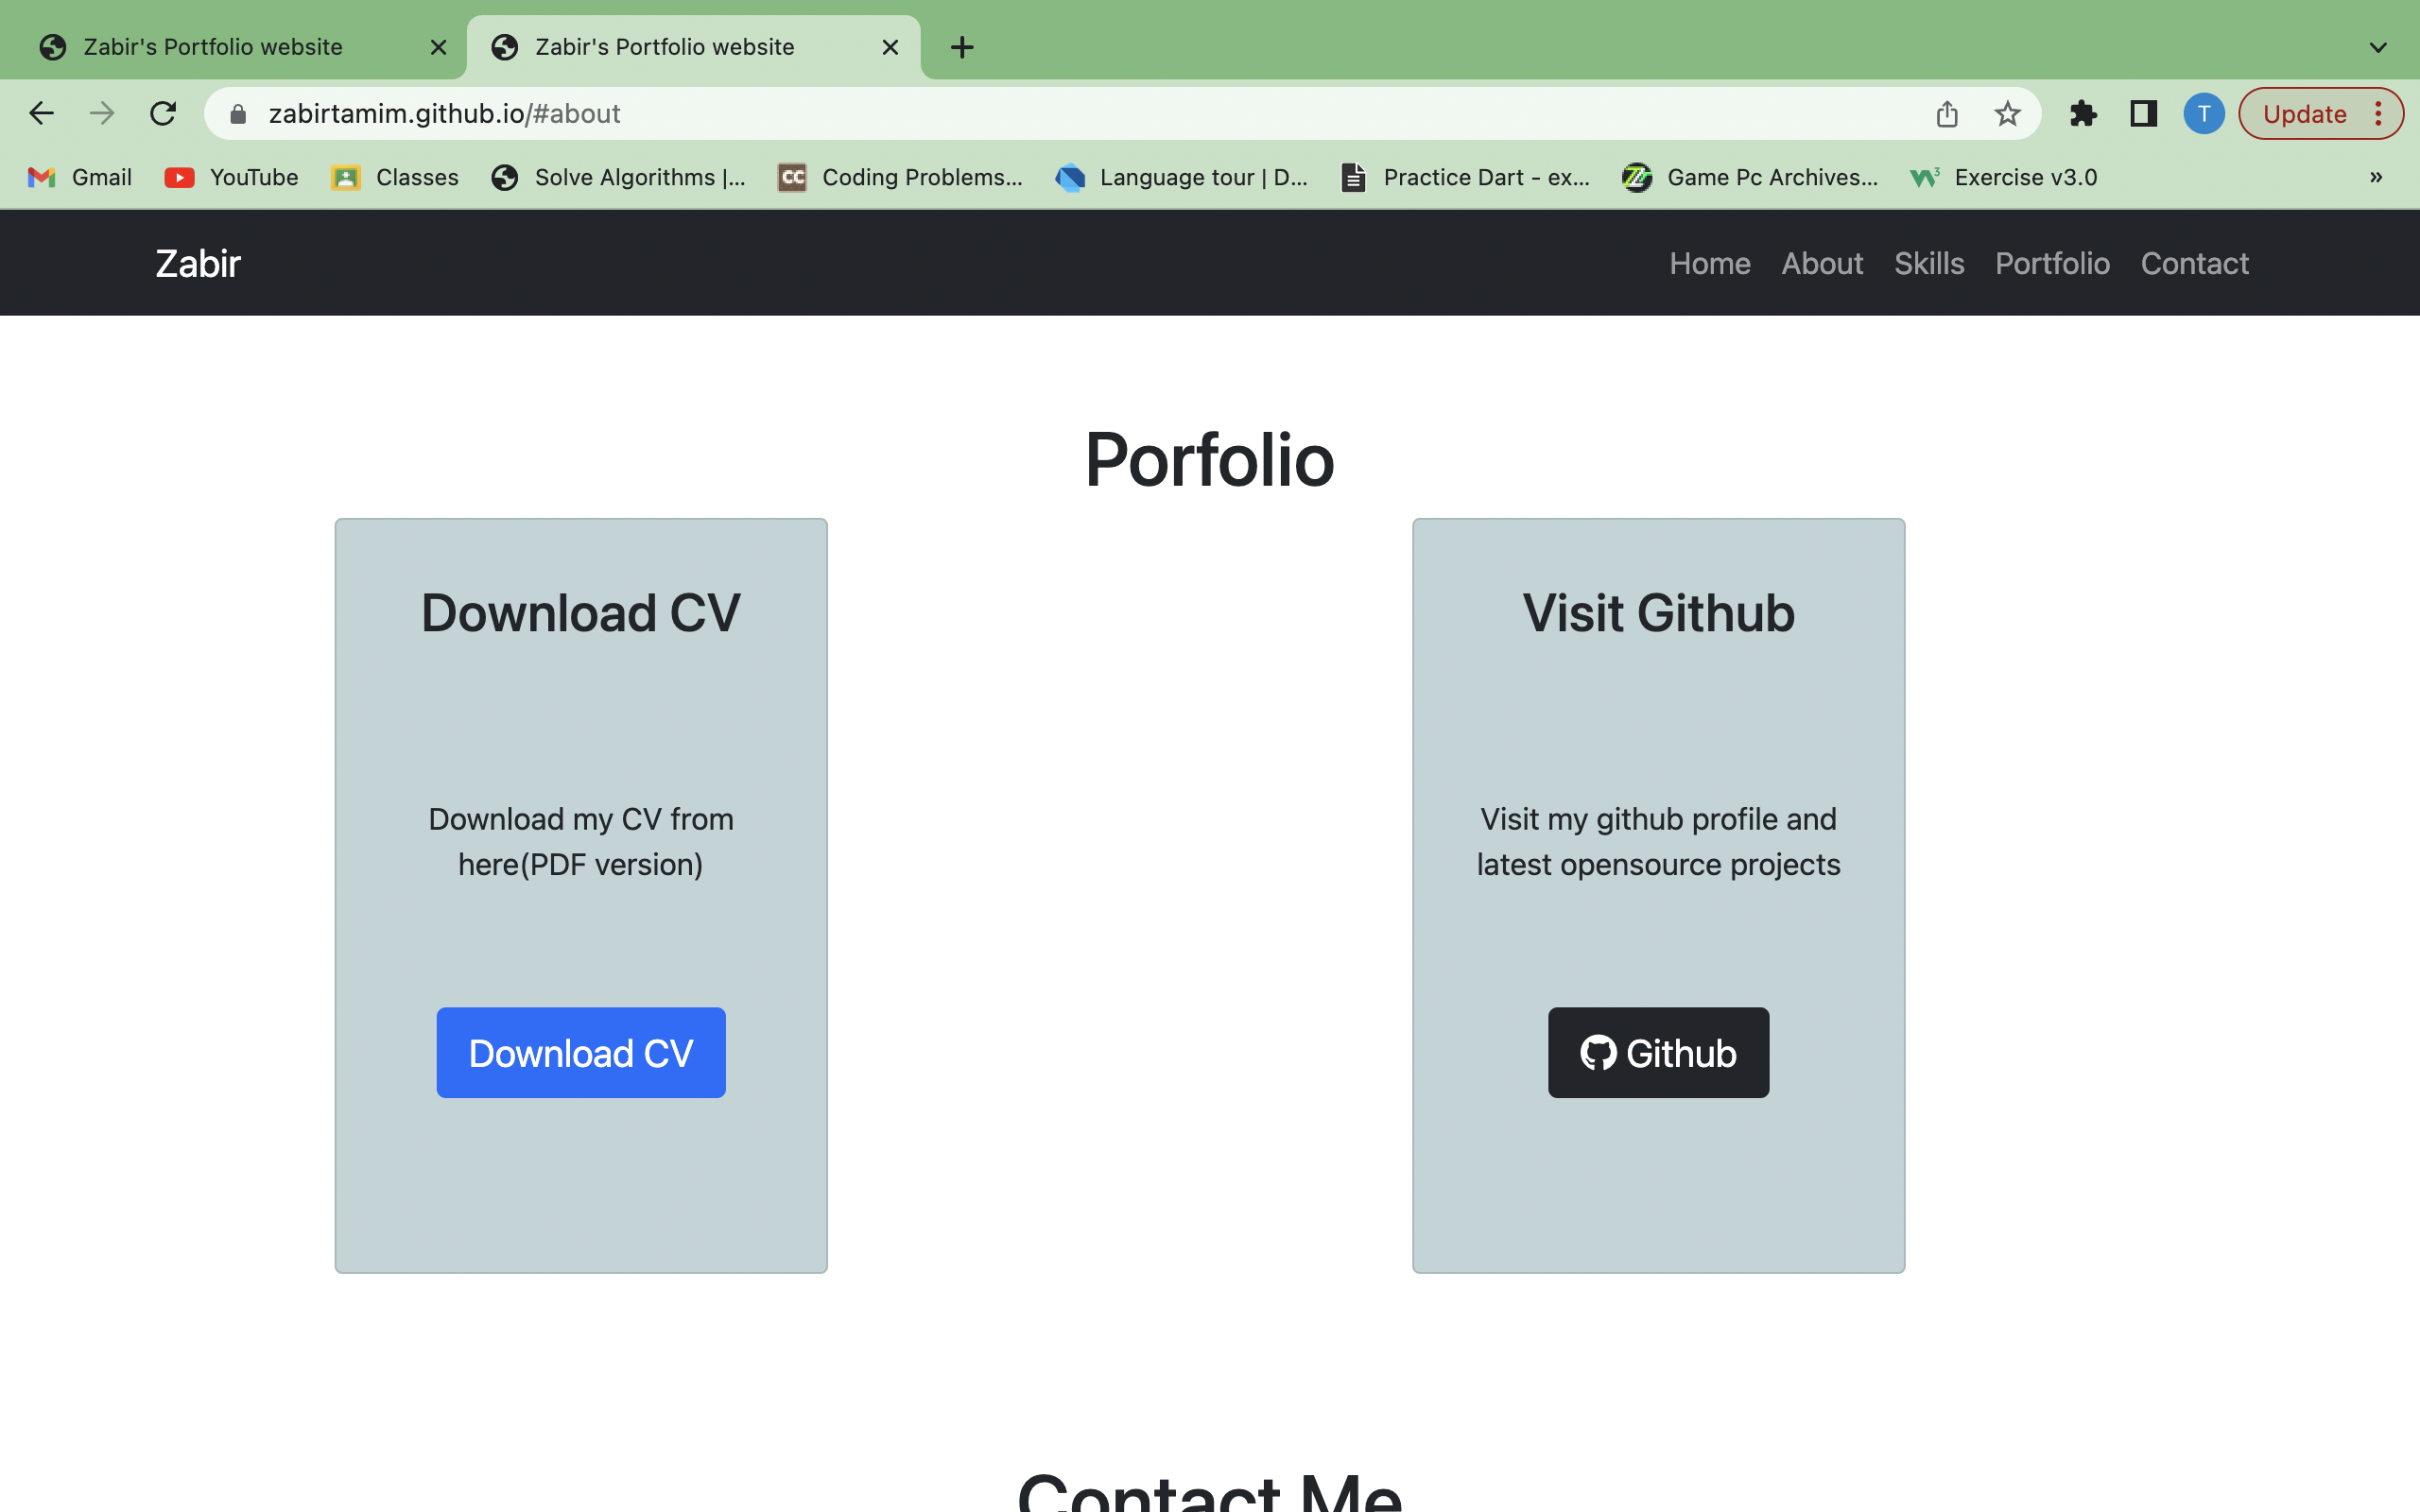 Zabir's Portfolio website
Zabir's Portfolio website
zabirtamim.github.io/#about
T
Update
Gmail
YouTube
Classes
Solve Algorithms |...
CC
Coding Problems...
Language tour | D...
Practice Dart - ex...
Game Pc Archives...
Exercise v3.0
Zabir
Home
About
Skills
Portfolio
Contact
Porfolio
Download CV
Download my CV from
here(PDF version)
Download CV
Visit Github
Visit my github profile and
latest opensource projects
Github
Contact Me